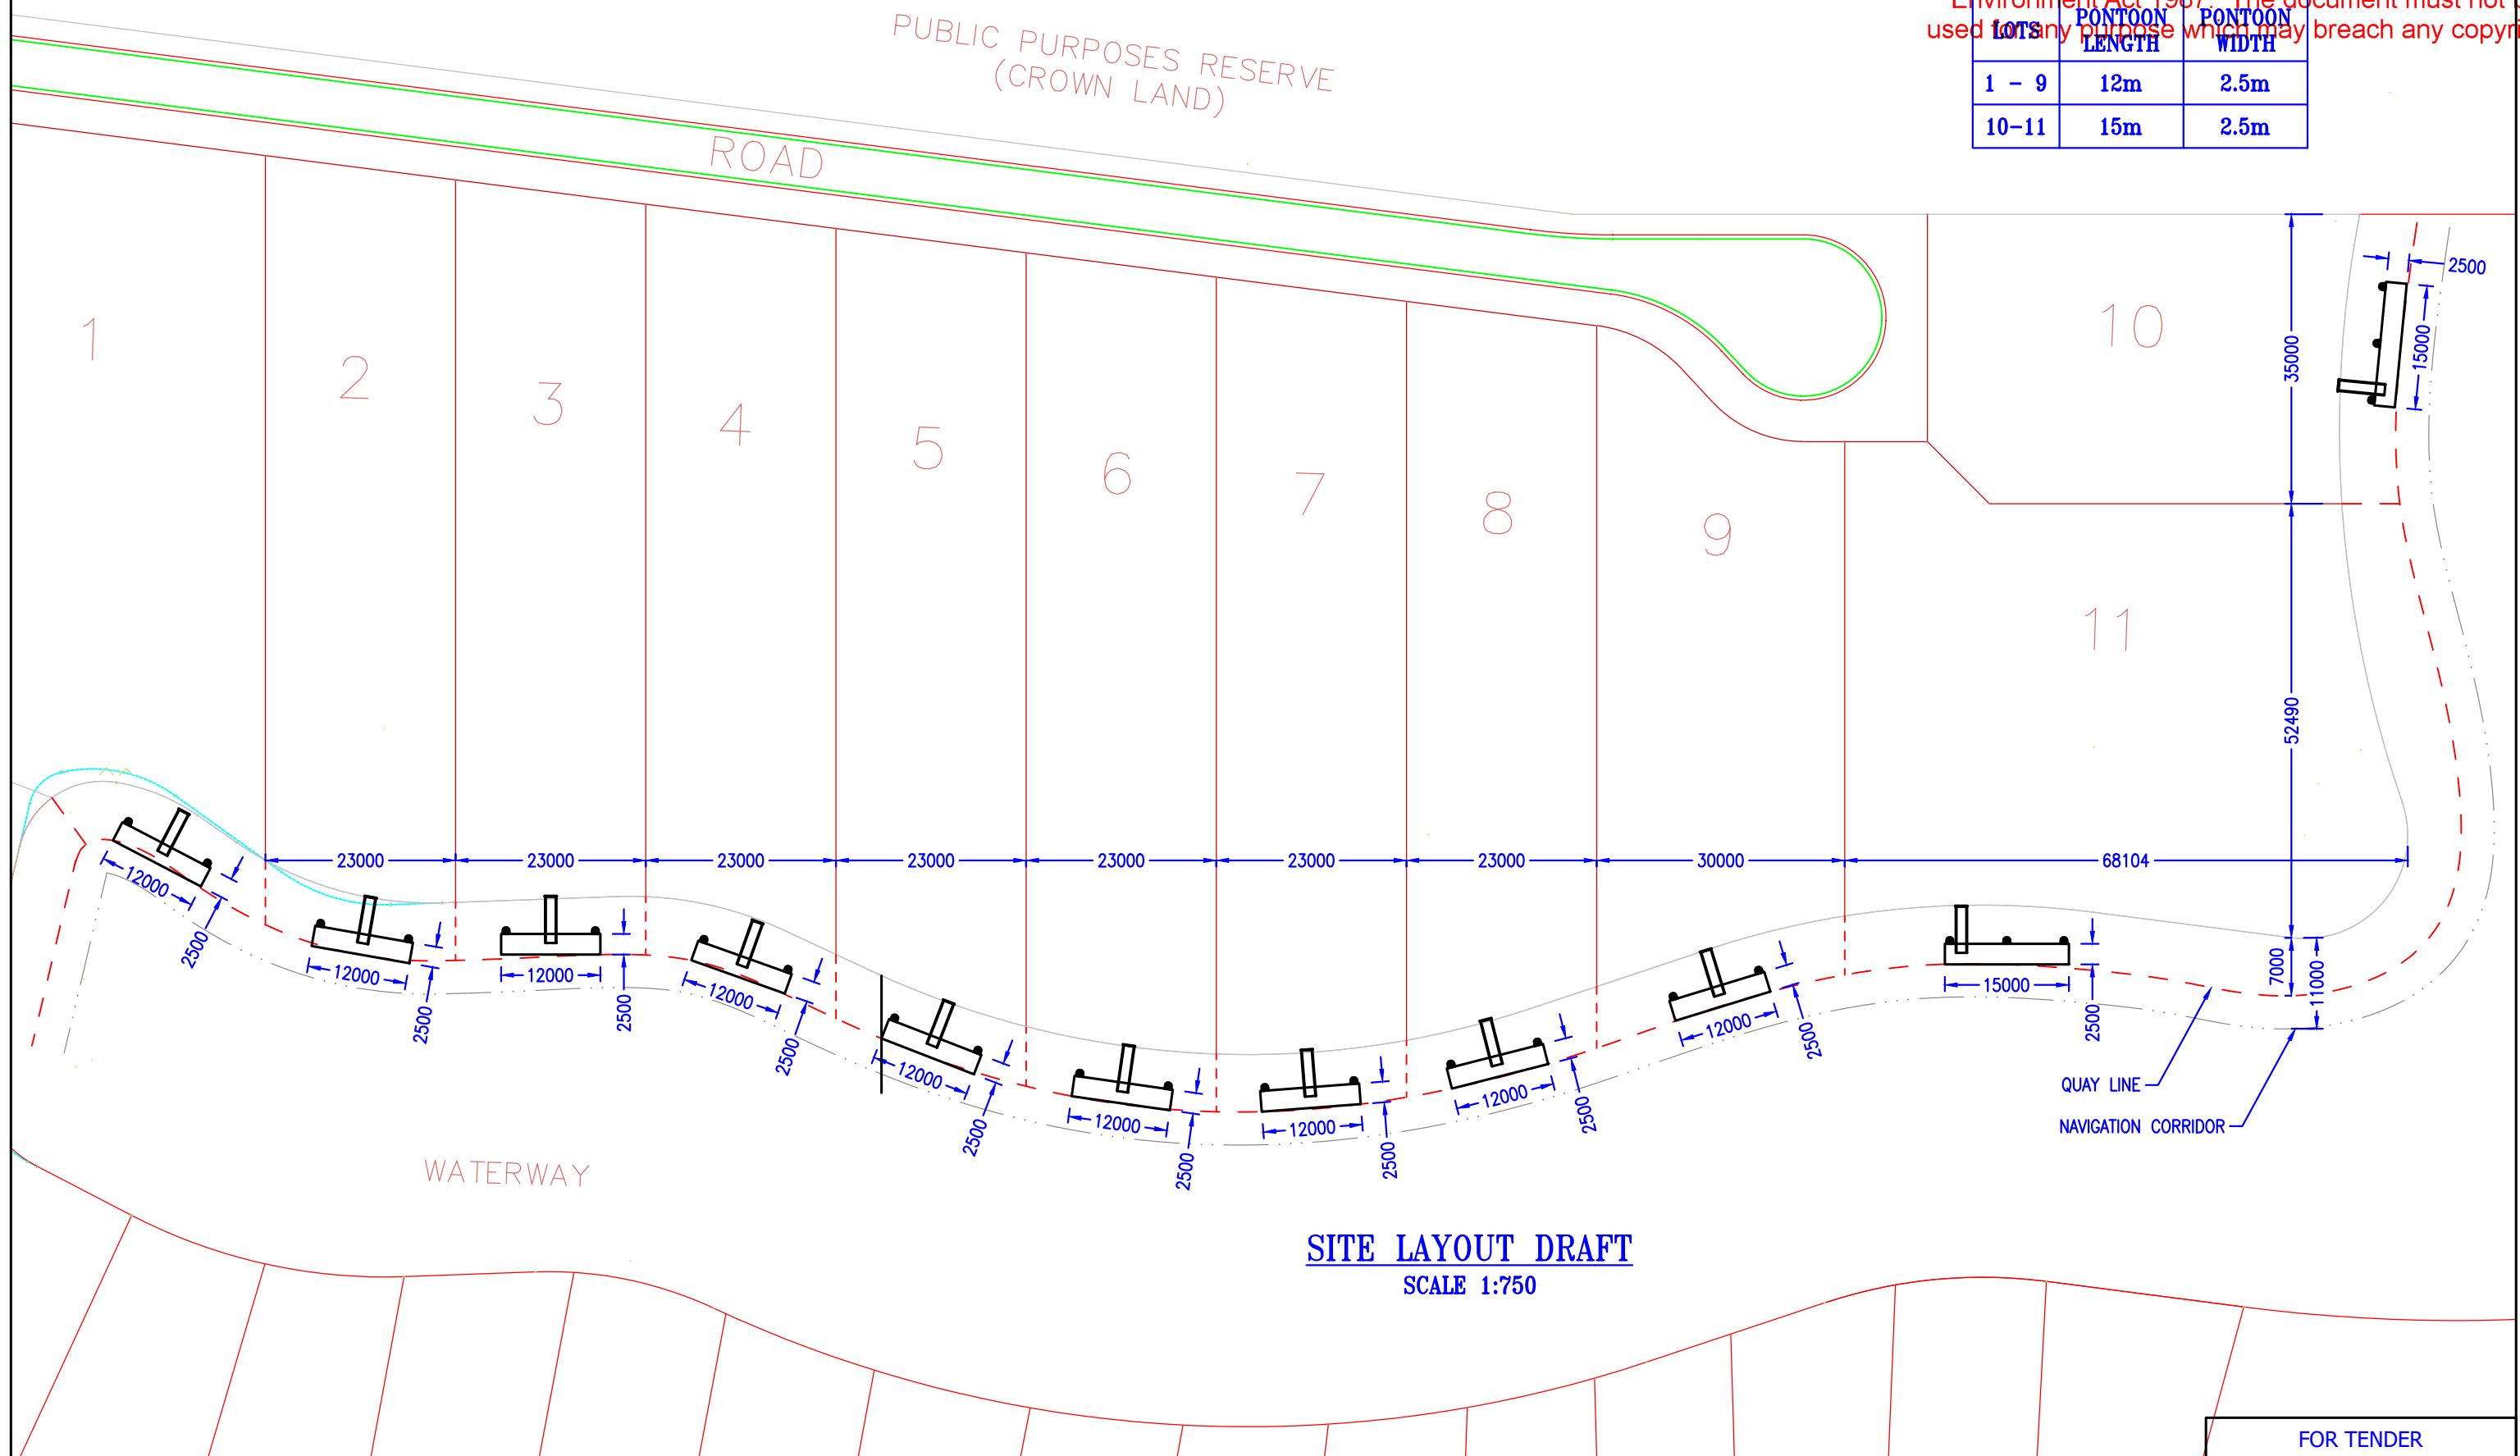 Environment Act 1987. The document must not
used for any purpose which may breach any copyri
LOTS PONTOON LENGTH PONTOON WIDTH
1 - 9 12m 2.5m
10-11 15m 2.5m
PUBLIC PURPOSES RESERVE
(CROWN LAND)
ROAD
1
2
3
4
5
6
7
8
9
10
11
2500
15000
35000
52490
23000 23000 23000 23000 23000 23000 23000 30000 68104
12000
2500
12000
2500
12000
2500
12000
2500
12000
2500
12000
2500
12000
2500
12000
2500
12000
2500
15000
2500
7000
11000
QUAY LINE
NAVIGATION CORRIDOR
WATERWAY
SITE LAYOUT DRAFT
SCALE 1:750
FOR TENDER